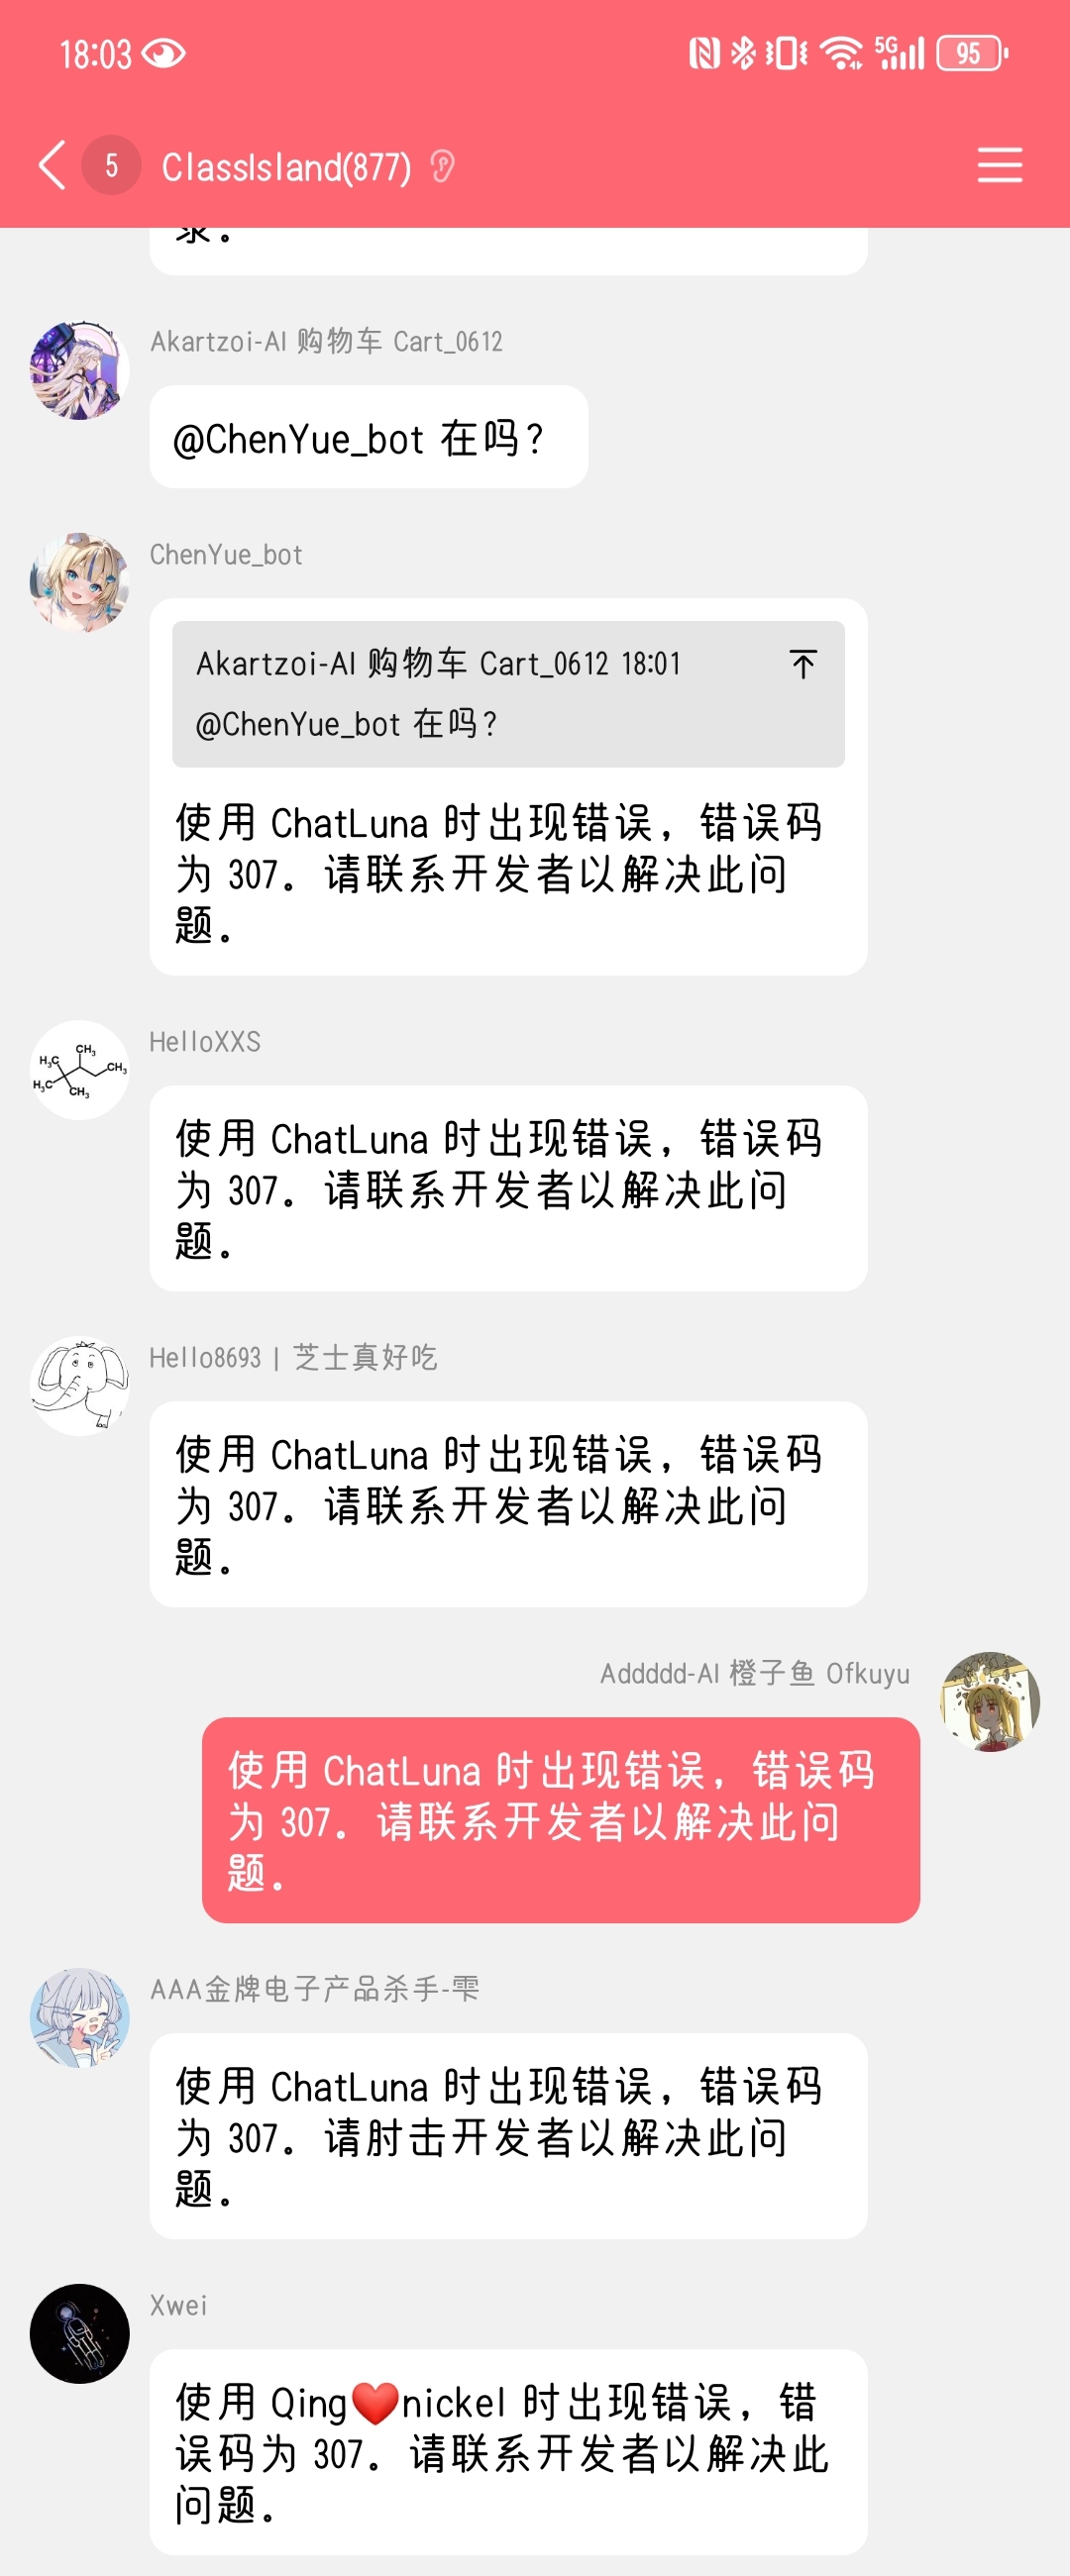 18:03
5G
95
5
ClassIsland(877)
录。
Akartzoi-AI 购物车 Cart_0612
@ChenYue_bot 在吗？
ChenYue_bot
Akartzoi-AI 购物车 Cart_0612 18:01
@ChenYue_bot 在吗？
使用 ChatLuna 时出现错误，错误码
为 307。请联系开发者以解决此问
题。
HelloXXS
CH₃
H₃C
CH₃
H₃C
CH₃
使用 ChatLuna 时出现错误，错误码
为 307。请联系开发者以解决此问
题。
Hello8693 | 芝士真好吃
使用 ChatLuna 时出现错误，错误码
为 307。请联系开发者以解决此问
题。
Addddd-AI 橙子鱼 Ofkuyu
使用 ChatLuna 时出现错误，错误码
为 307。请联系开发者以解决此问
题。
AAA金牌电子产品杀手-雫
使用 ChatLuna 时出现错误，错误码
为 307。请肘击开发者以解决此问
题。
Xwei
使用 Qing❤️nickel 时出现错误，错
误码为 307。请联系开发者以解决此
问题。